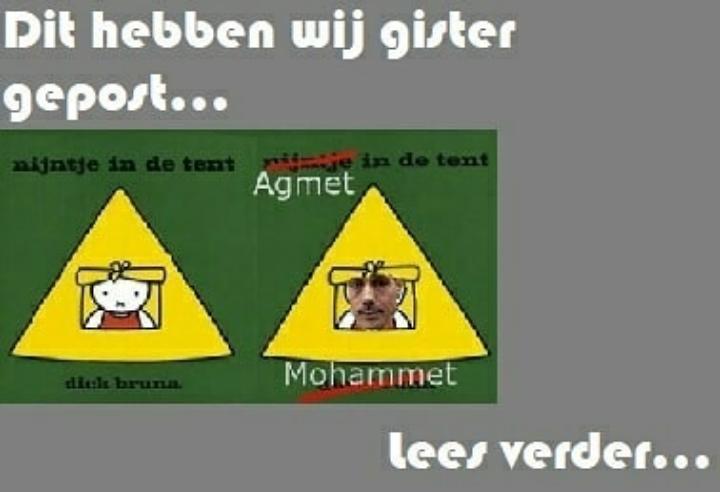 Dit hebben wij gister
gepost...
nijntje in de tent
nijntje in de tent
Agmet
dick bruna
Mohammet
Lees verder...